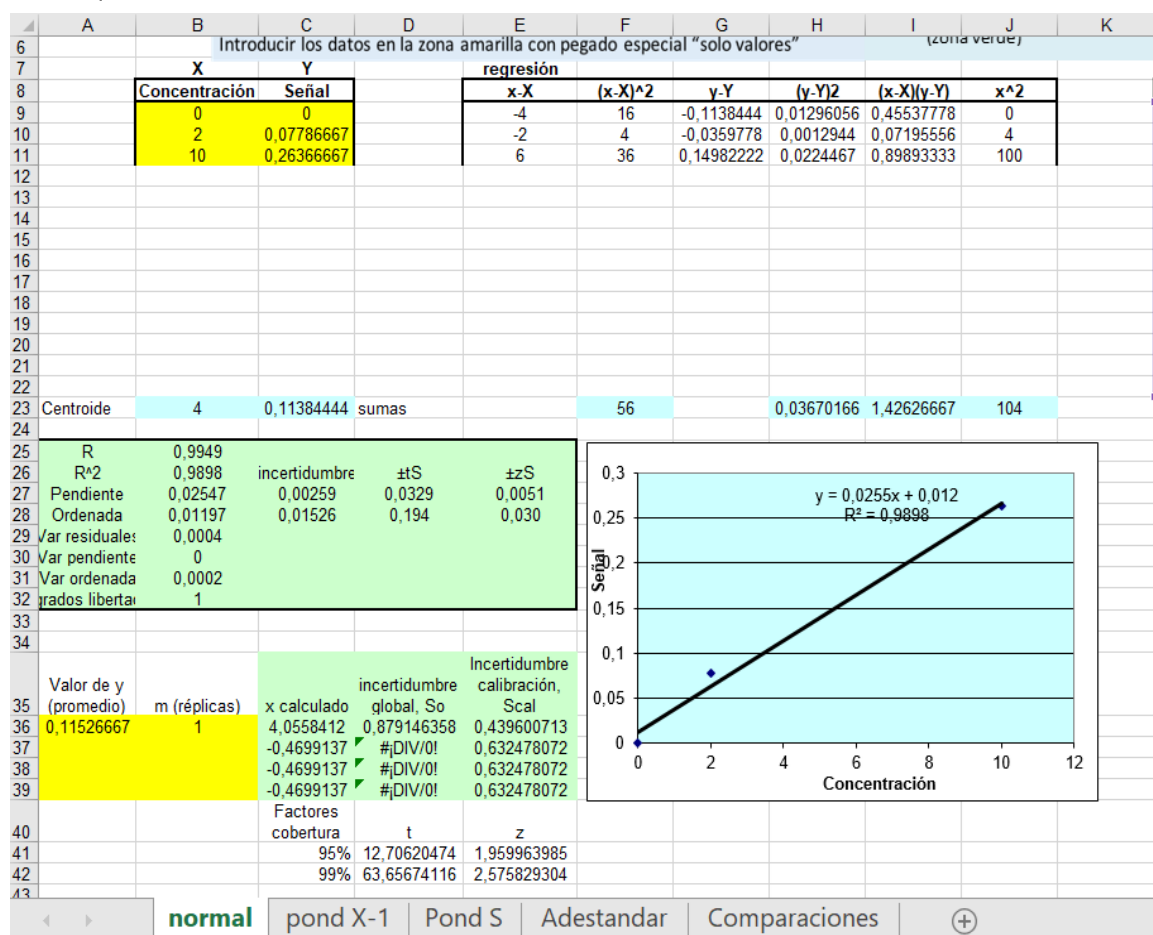 A B C D E F G H I J K
6 Introducir los datos en la zona amarilla con pegado especial “solo valores” (zona verde)
7 X Y regresión
8 Concentración Señal x-X (x-X)^2 y-Y (y-Y)2 (x-X)(y-Y) x^2
9 0 0 -4 16 -0,1138444 0,01296056 0,45537778 0
10 2 0,07786667 -2 4 -0,0359778 0,0012944 0,07195556 4
11 10 0,26366667 6 36 0,14982222 0,0224467 0,89893333 100
12
13
14
15
16
17
18
19
20
21
22
23 Centroide 4 0,11384444 sumas 56 0,03670166 1,42626667 104
24
25 R 0,9949
26 R^2 0,9898 incertidumbre ±tS ±zS
27 Pendiente 0,02547 0,00259 0,0329 0,0051
28 Ordenada 0,01197 0,01526 0,194 0,030
29 Var residuales 0,0004
30 Var pendiente 0
31 Var ordenada 0,0002
32 grados liberta 1
33
34
35 Valor de y (promedio) m (réplicas) x calculado incertidumbre global, So Incertidumbre calibración, Scal
36 0,11526667 1 4,0558412 0,879146358 0,439600713
37 -0,4699137 #¡DIV/0! 0,632478072
38 -0,4699137 #¡DIV/0! 0,632478072
39 -0,4699137 #¡DIV/0! 0,632478072
40 Factores cobertura t z
41 95% 12,70620474 1,959963985
42 99% 63,65674116 2,575829304
43
0,3
0,25
0,2
0,15
0,1
0,05
0
Señal
y = 0,0255x + 0,012
R² = 0,9898
0 2 4 6 8 10 12
Concentración
normal pond X-1 Pond S Adestandar Comparaciones